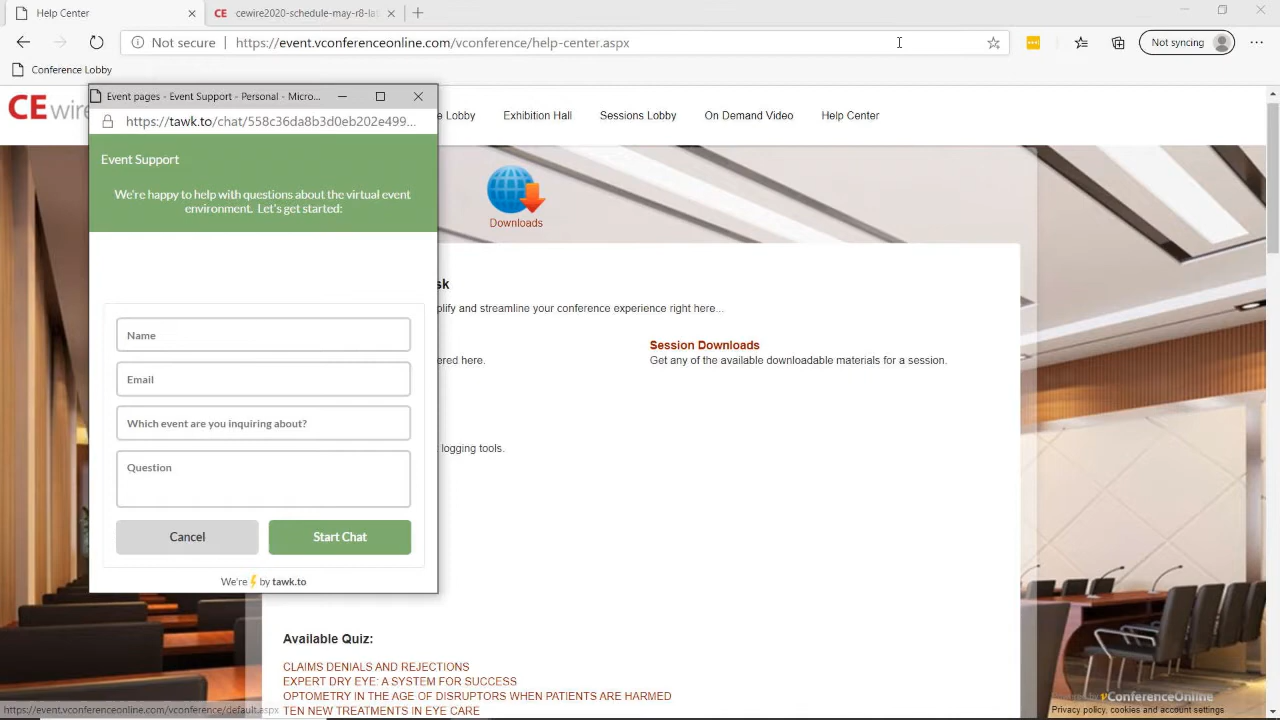 Help Center
CE cewire2020-schedule-may-r8-las
Not secure https://event.vconferenceonline.com/vconference/help-center.aspx
Not syncing
Conference Lobby
CEwire
e Lobby Exhibition Hall Sessions Lobby On Demand Video Help Center
Event pages - Event Support - Personal - Micro...
https://tawk.to/chat/558c36da8b3d0eb202e499...
Event Support
We're happy to help with questions about the virtual event
environment. Let's get started:
Name
Email
Which event are you inquiring about?
Question
Cancel Start Chat
We're by tawk.to
Downloads
sk
plify and streamline your conference experience right here...
Session Downloads
ered here.
Get any of the available downloadable materials for a session.
logging tools.
Available Quiz:
CLAIMS DENIALS AND REJECTIONS
EXPERT DRY EYE: A SYSTEM FOR SUCCESS
OPTOMETRY IN THE AGE OF DISRUPTORS WHEN PATIENTS ARE HARMED
TEN NEW TREATMENTS IN EYE CARE
https://event.vconferenceonline.com/vconference/default.aspx
Powered by vConferenceOnline
Privacy policy, cookies and account settings